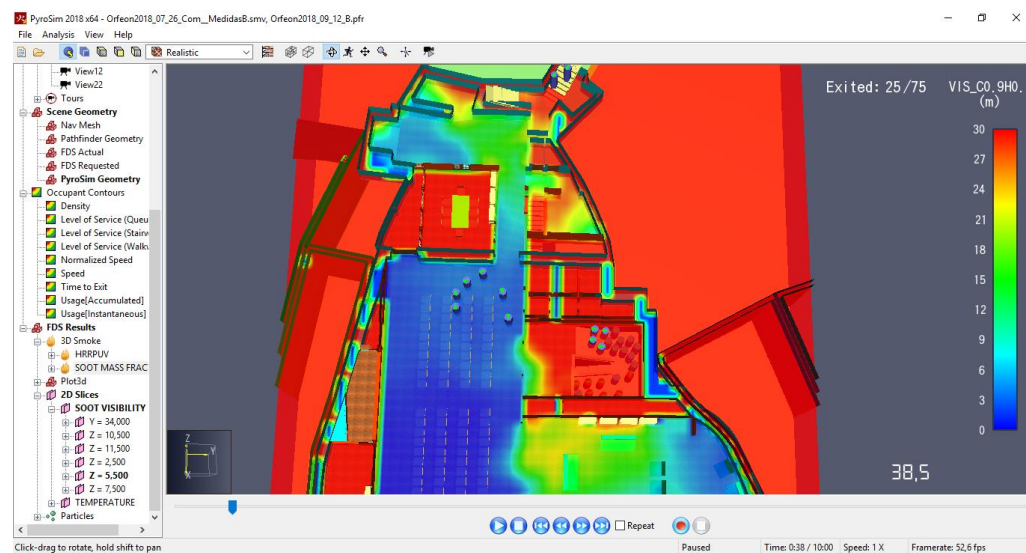 PyroSim 2018 x64 - Orfeon2018_07_26_Com__MedidasB.smv, Orfeon2018_09_12_B.pfr
File Analysis View Help
Realistic
View12
View22
Tours
Scene Geometry
Nav Mesh
Pathfinder Geometry
FDS Actual
FDS Requested
PyroSim Geometry
Occupant Contours
Density
Level of Service (Queu
Level of Service (Stairw
Level of Service (Walk
Normalized Speed
Speed
Time to Exit
Usage[Accumulated]
Usage[Instantaneous]
FDS Results
3D Smoke
HRRPUV
SOOT MASS FRAC
Plot3d
2D Slices
SOOT VISIBILITY
Y = 34,000
Z = 10,500
Z = 11,500
Z = 2,500
Z = 5,500
Z = 7,500
TEMPERATURE
Particles
Exited: 25/75
VIS_C0.9H0.
(m)
30
27
24
21
18
15
12
9
6
3
0
38,5
Z
Y
X
Repeat
Click-drag to rotate, hold shift to pan
Paused
Time: 0:38 / 10:00
Speed: 1 X
Framerate: 52,6 fps